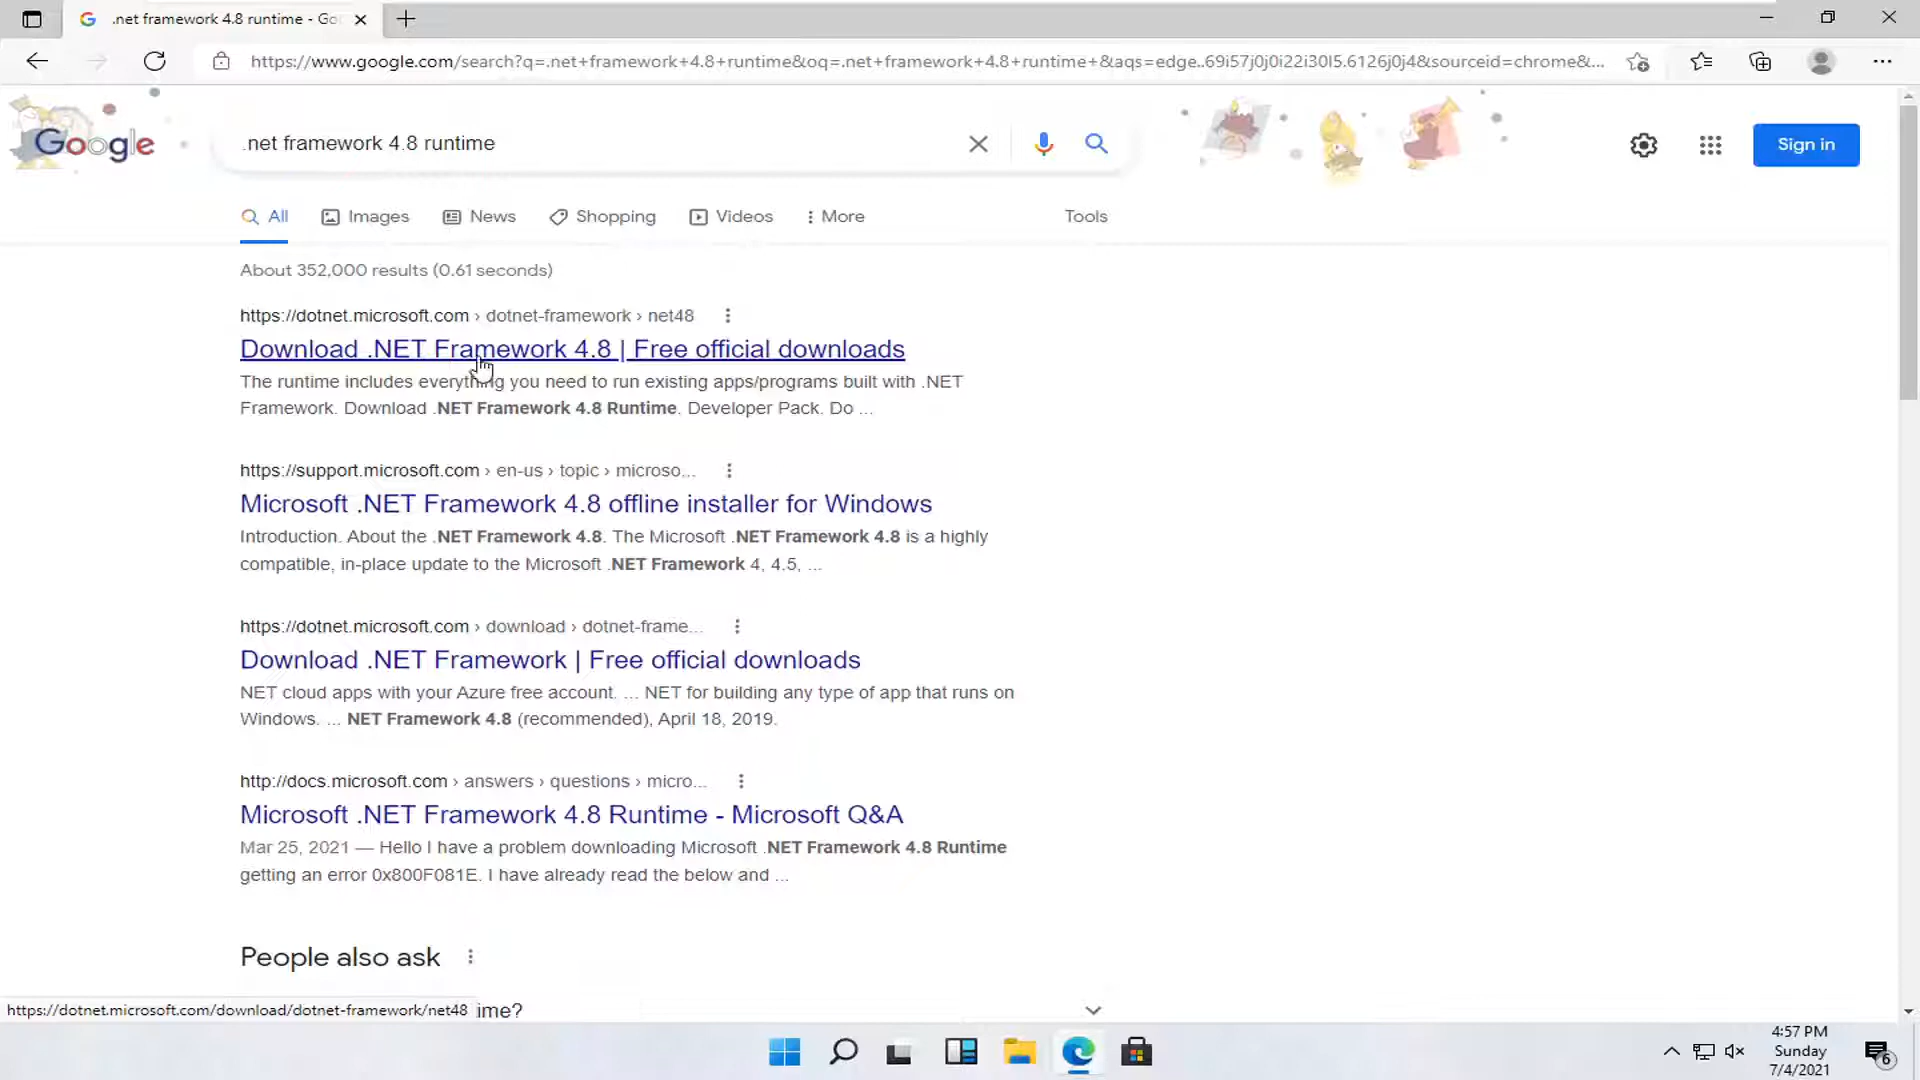 .net framework 4.8 runtime - Go
https://www.google.com/search?q=.net+framework+4.8+runtime&oq=.net+framework+4.8+runtime+&aqs=edge..69i57j0j0i22i30l5.6126j0j4&sourceid=chrome&...
Google
.net framework 4.8 runtime
Sign in
All
Images
News
Shopping
Videos
More
Tools
About 352,000 results (0.61 seconds)
https://dotnet.microsoft.com › dotnet-framework › net48
Download .NET Framework 4.8 | Free official downloads
The runtime includes everything you need to run existing apps/programs built with .NET
Framework. Download .NET Framework 4.8 Runtime. Developer Pack. Do ...
https://support.microsoft.com › en-us › topic › microso...
Microsoft .NET Framework 4.8 offline installer for Windows
Introduction. About the .NET Framework 4.8. The Microsoft .NET Framework 4.8 is a highly
compatible, in-place update to the Microsoft .NET Framework 4, 4.5, ...
https://dotnet.microsoft.com › download › dotnet-frame...
Download .NET Framework | Free official downloads
NET cloud apps with your Azure free account. ... NET for building any type of app that runs on
Windows. ... NET Framework 4.8 (recommended), April 18, 2019.
http://docs.microsoft.com › answers › questions › micro...
Microsoft .NET Framework 4.8 Runtime - Microsoft Q&A
Mar 25, 2021 — Hello I have a problem downloading Microsoft .NET Framework 4.8 Runtime
getting an error 0x800F081E. I have already read the below and ...
People also ask
https://dotnet.microsoft.com/download/dotnet-framework/net48
ime?
4:57 PM
Sunday
7/4/2021
6